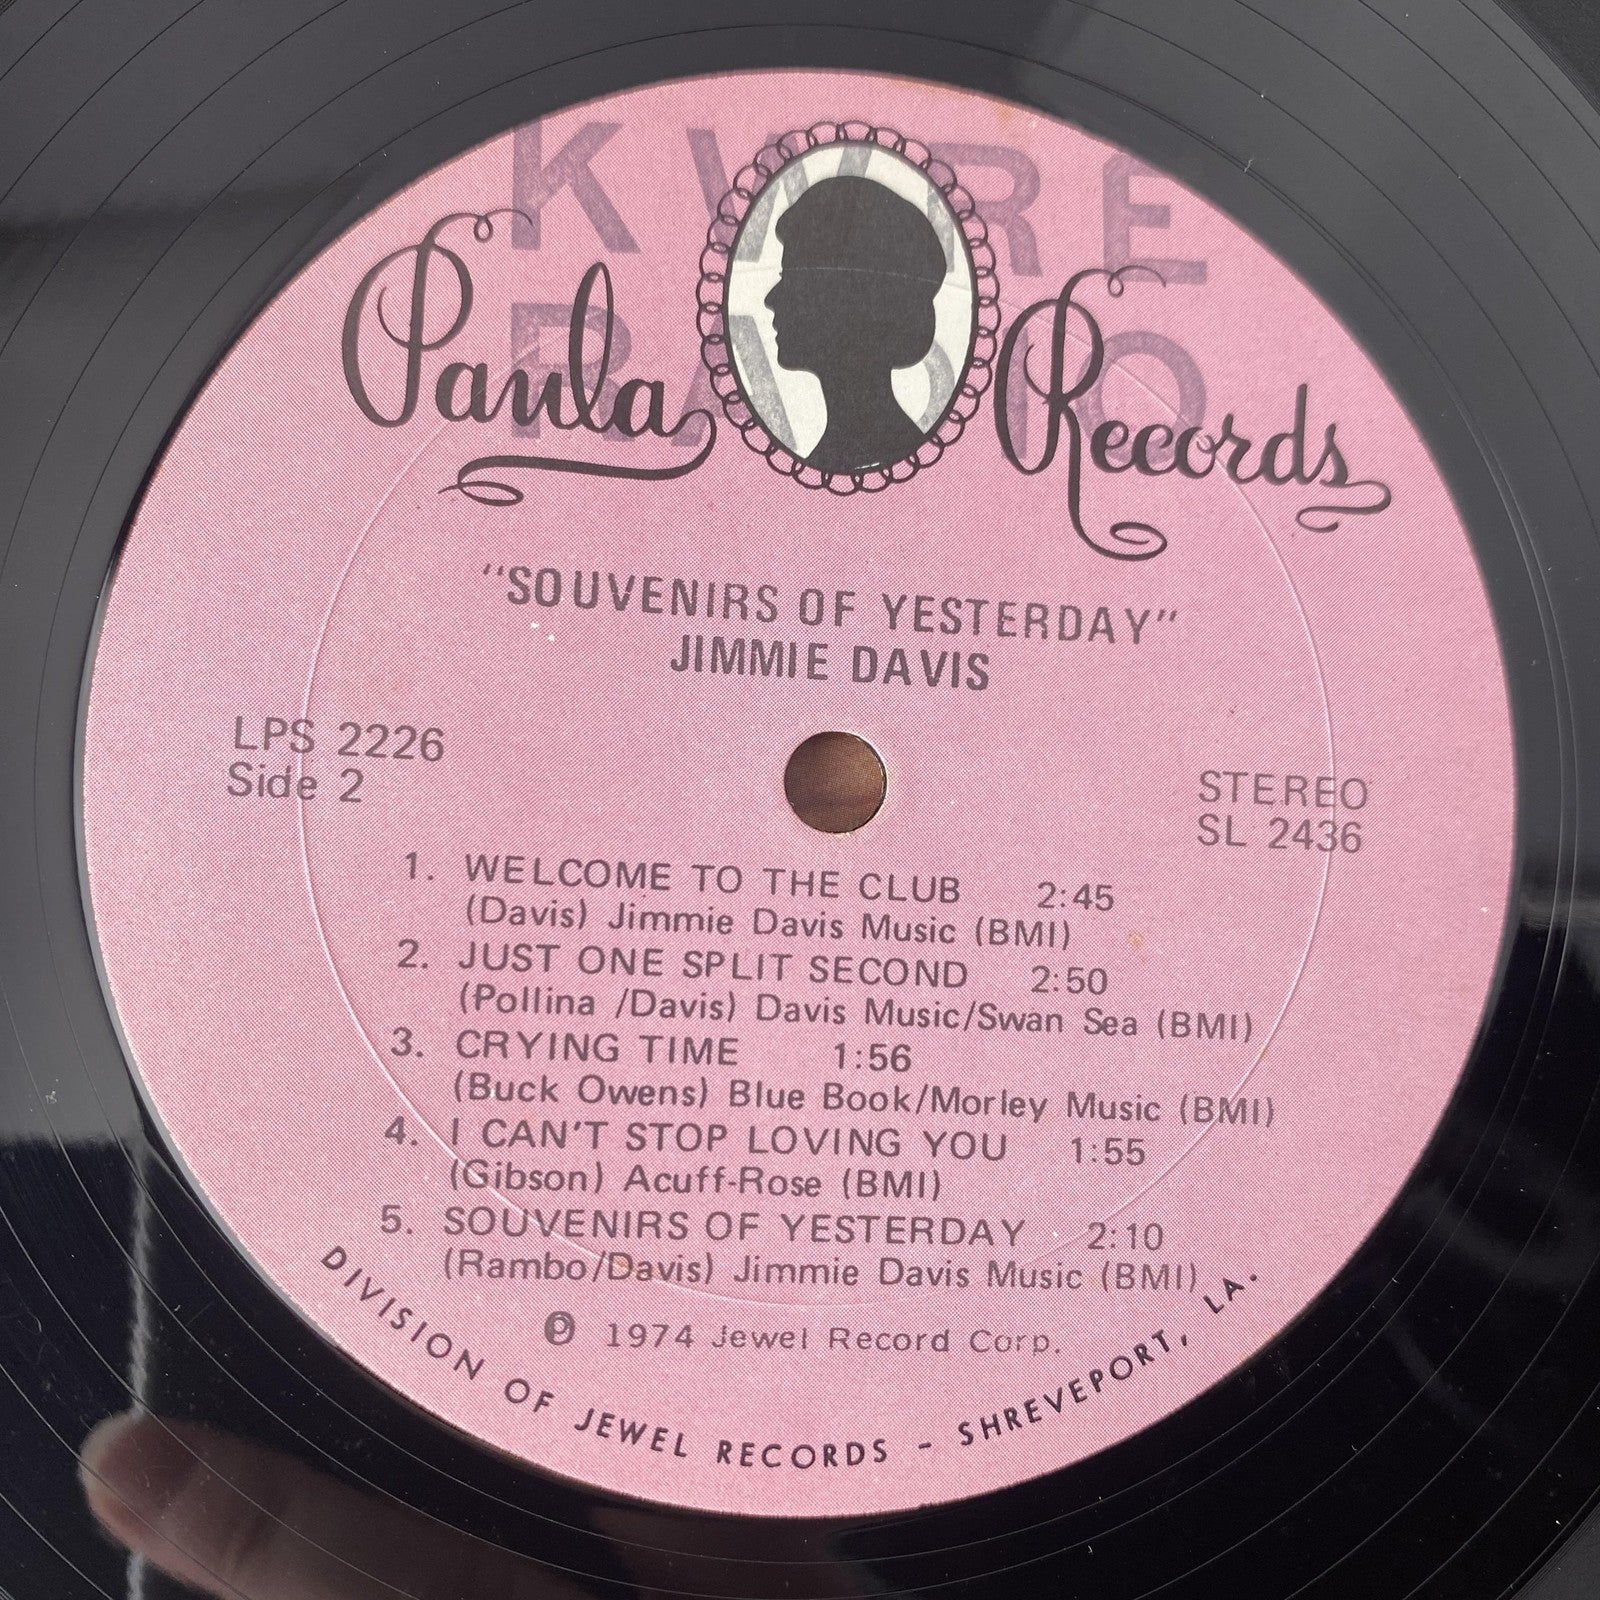 KWRE
RADIO
Paula Records
"SOUVENIRS OF YESTERDAY"
JIMMIE DAVIS
LPS 2226
Side 2
STEREO
SL 2436
1. WELCOME TO THE CLUB 2:45
(Davis) Jimmie Davis Music (BMI)
2. JUST ONE SPLIT SECOND 2:50
(Pollina /Davis) Davis Music/Swan Sea (BMI)
3. CRYING TIME 1:56
(Buck Owens) Blue Book/Morley Music (BMI)
4. I CAN'T STOP LOVING YOU 1:55
(Gibson) Acuff-Rose (BMI)
5. SOUVENIRS OF YESTERDAY 2:10
(Rambo/Davis) Jimmie Davis Music (BMI)
℗ 1974 Jewel Record Corp.
DIVISION OF JEWEL RECORDS - SHREVEPORT, LA.